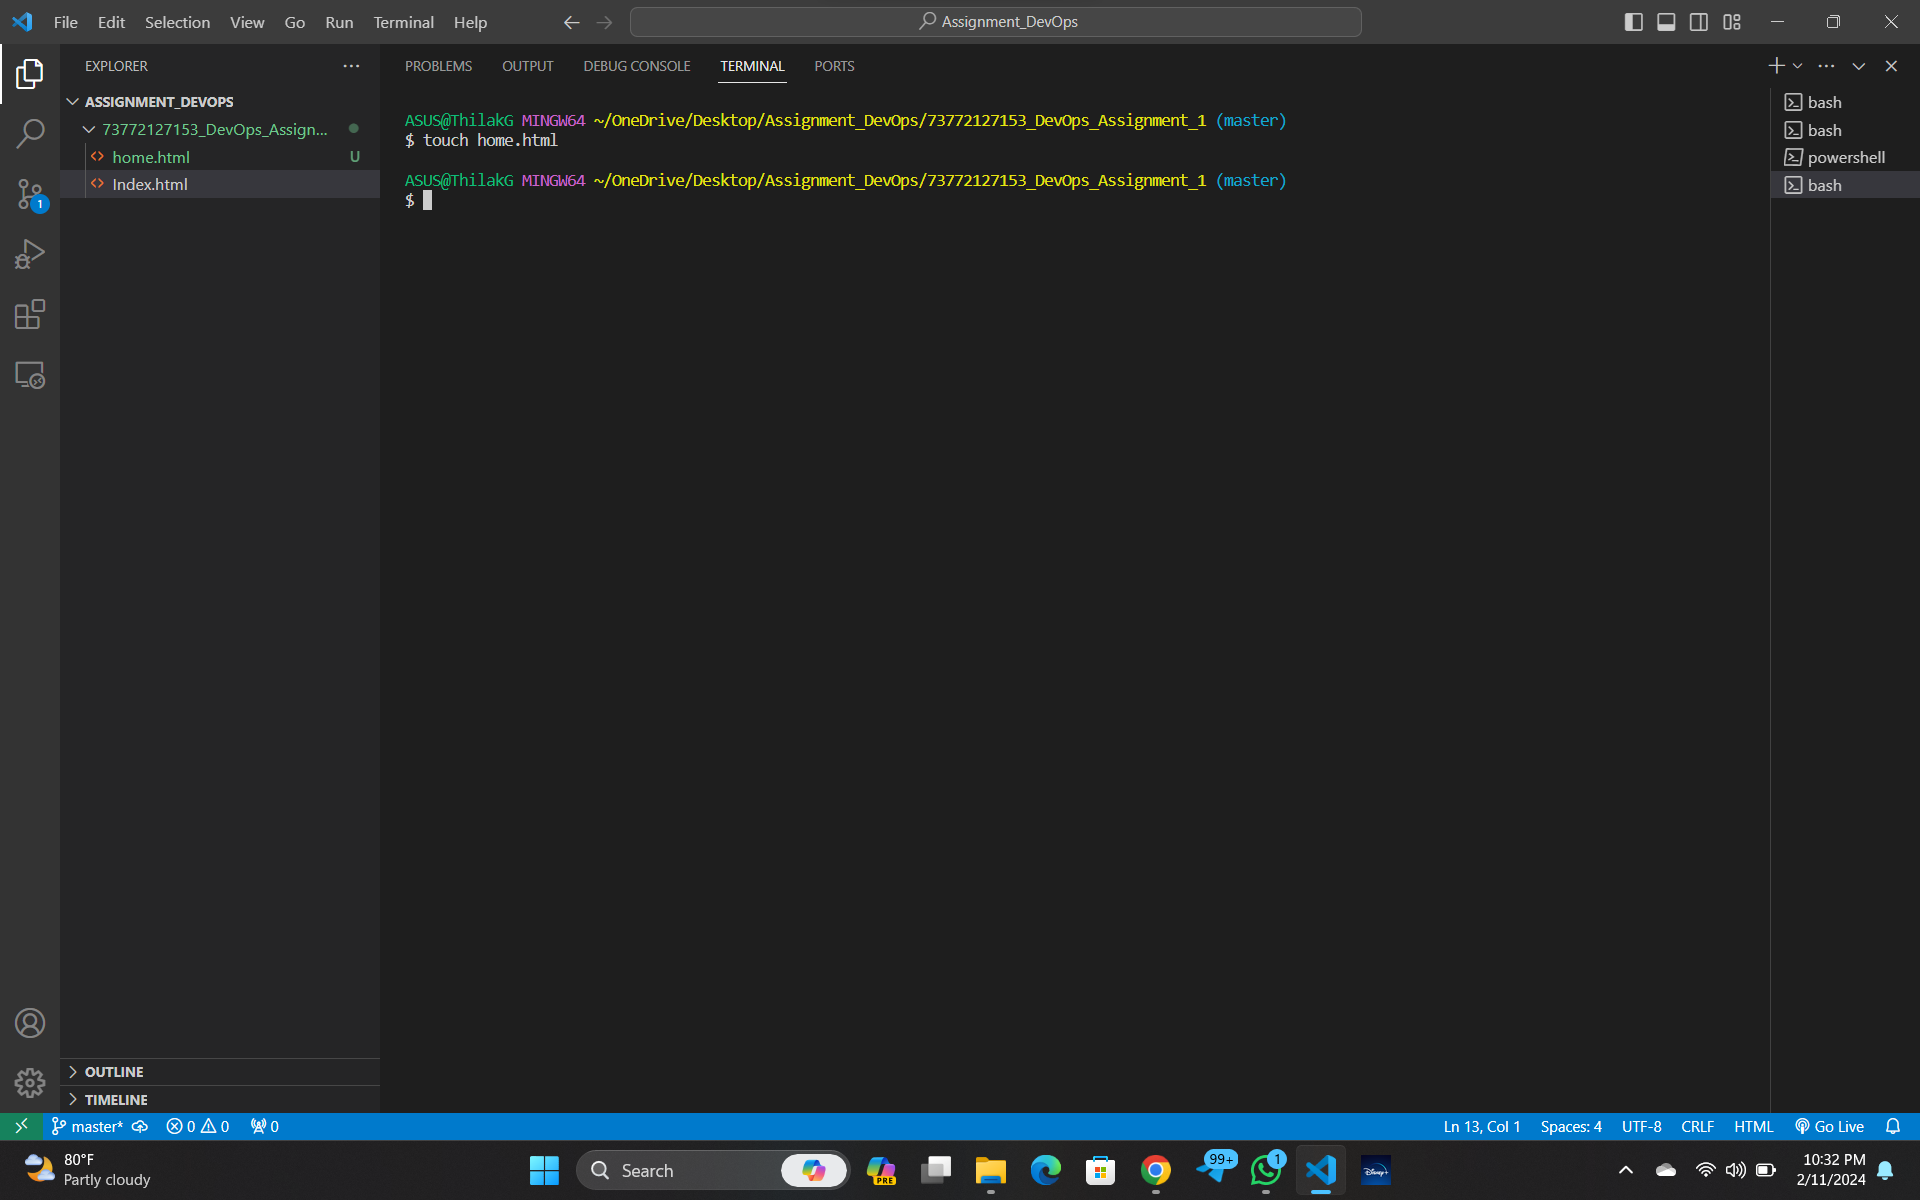 File Edit Selection View Go Run Terminal Help
Assignment_DevOps
EXPLORER
ASSIGNMENT_DEVOPS
73772127153_DevOps_Assign...
home.html U
Index.html
1
OUTLINE
TIMELINE
PROBLEMS OUTPUT DEBUG CONSOLE TERMINAL PORTS
ASUS@ThilakG MINGW64 ~/OneDrive/Desktop/Assignment_DevOps/73772127153_DevOps_Assignment_1 (master)
$ touch home.html
ASUS@ThilakG MINGW64 ~/OneDrive/Desktop/Assignment_DevOps/73772127153_DevOps_Assignment_1 (master)
$
bash
bash
powershell
bash
master* 0 0 0 Ln 13, Col 1 Spaces: 4 UTF-8 CRLF HTML Go Live
80°F
Partly cloudy
Search
PRE
99+
1
Disney+
10:32 PM
2/11/2024